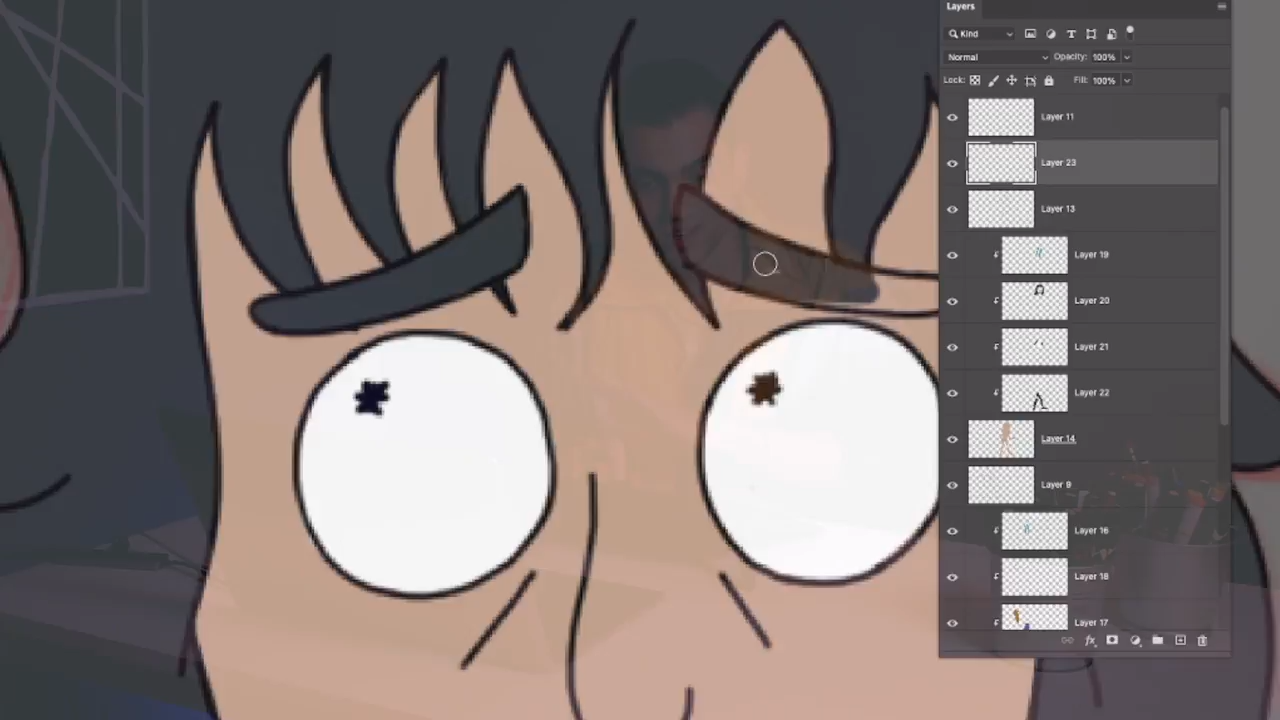 Layers
Kind
Normal Opacity: 100%
Lock: Fill: 100%
Layer 11
Layer 23
Layer 13
Layer 19
Layer 20
Layer 21
Layer 22
Layer 14
Layer 9
Layer 16
Layer 18
Layer 17
fx